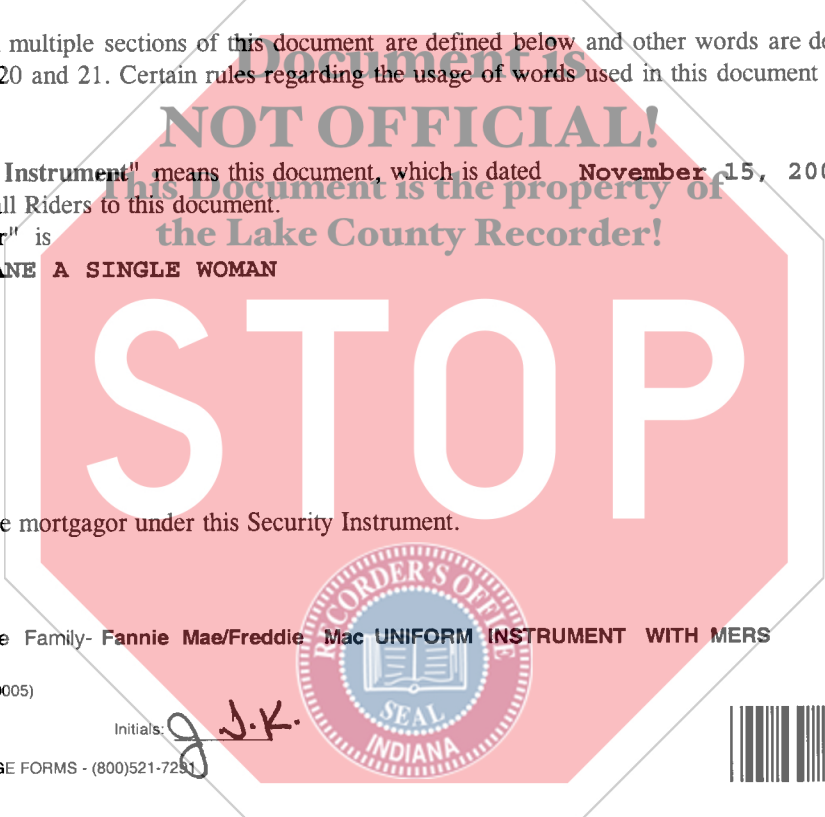 multiple sections of this document are defined below and other words are de
20 and 21. Certain rules regarding the usage of words used in this document
Document is
NOT OFFICIAL!
Instrument" means this document, which is dated November 15, 200
This Document is the property of
all Riders to this document.
r" is
the Lake County Recorder!
ANE A SINGLE WOMAN
STOP
e mortgagor under this Security Instrument.
RECORDER'S OFFICE
e Family- Fannie Mae/Freddie Mac UNIFORM INSTRUMENT WITH MERS
0005)
SEAL
Initials: J.K.
INDIANA
GE FORMS - (800)521-7291